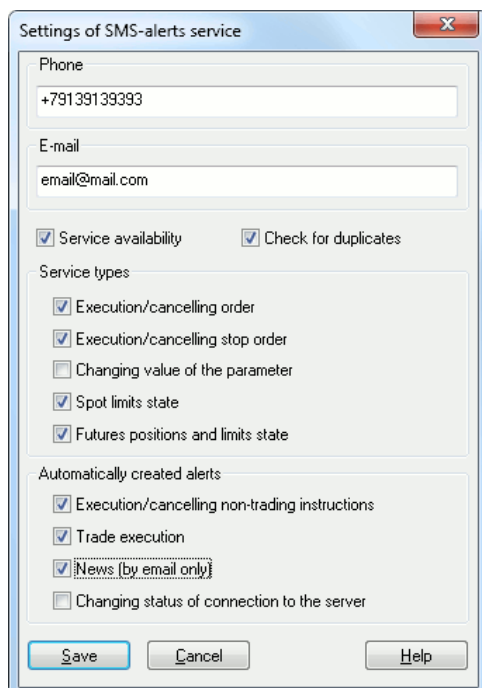 Settings of SMS-alerts service
Phone
+79139139393
E-mail
email@mail.com
Service availability Check for duplicates
Service types
Execution/cancelling order
Execution/cancelling stop order
Changing value of the parameter
Spot limits state
Futures positions and limits state
Automatically created alerts
Execution/cancelling non-trading instructions
Trade execution
News (by email only)
Changing status of connection to the server
Save Cancel Help